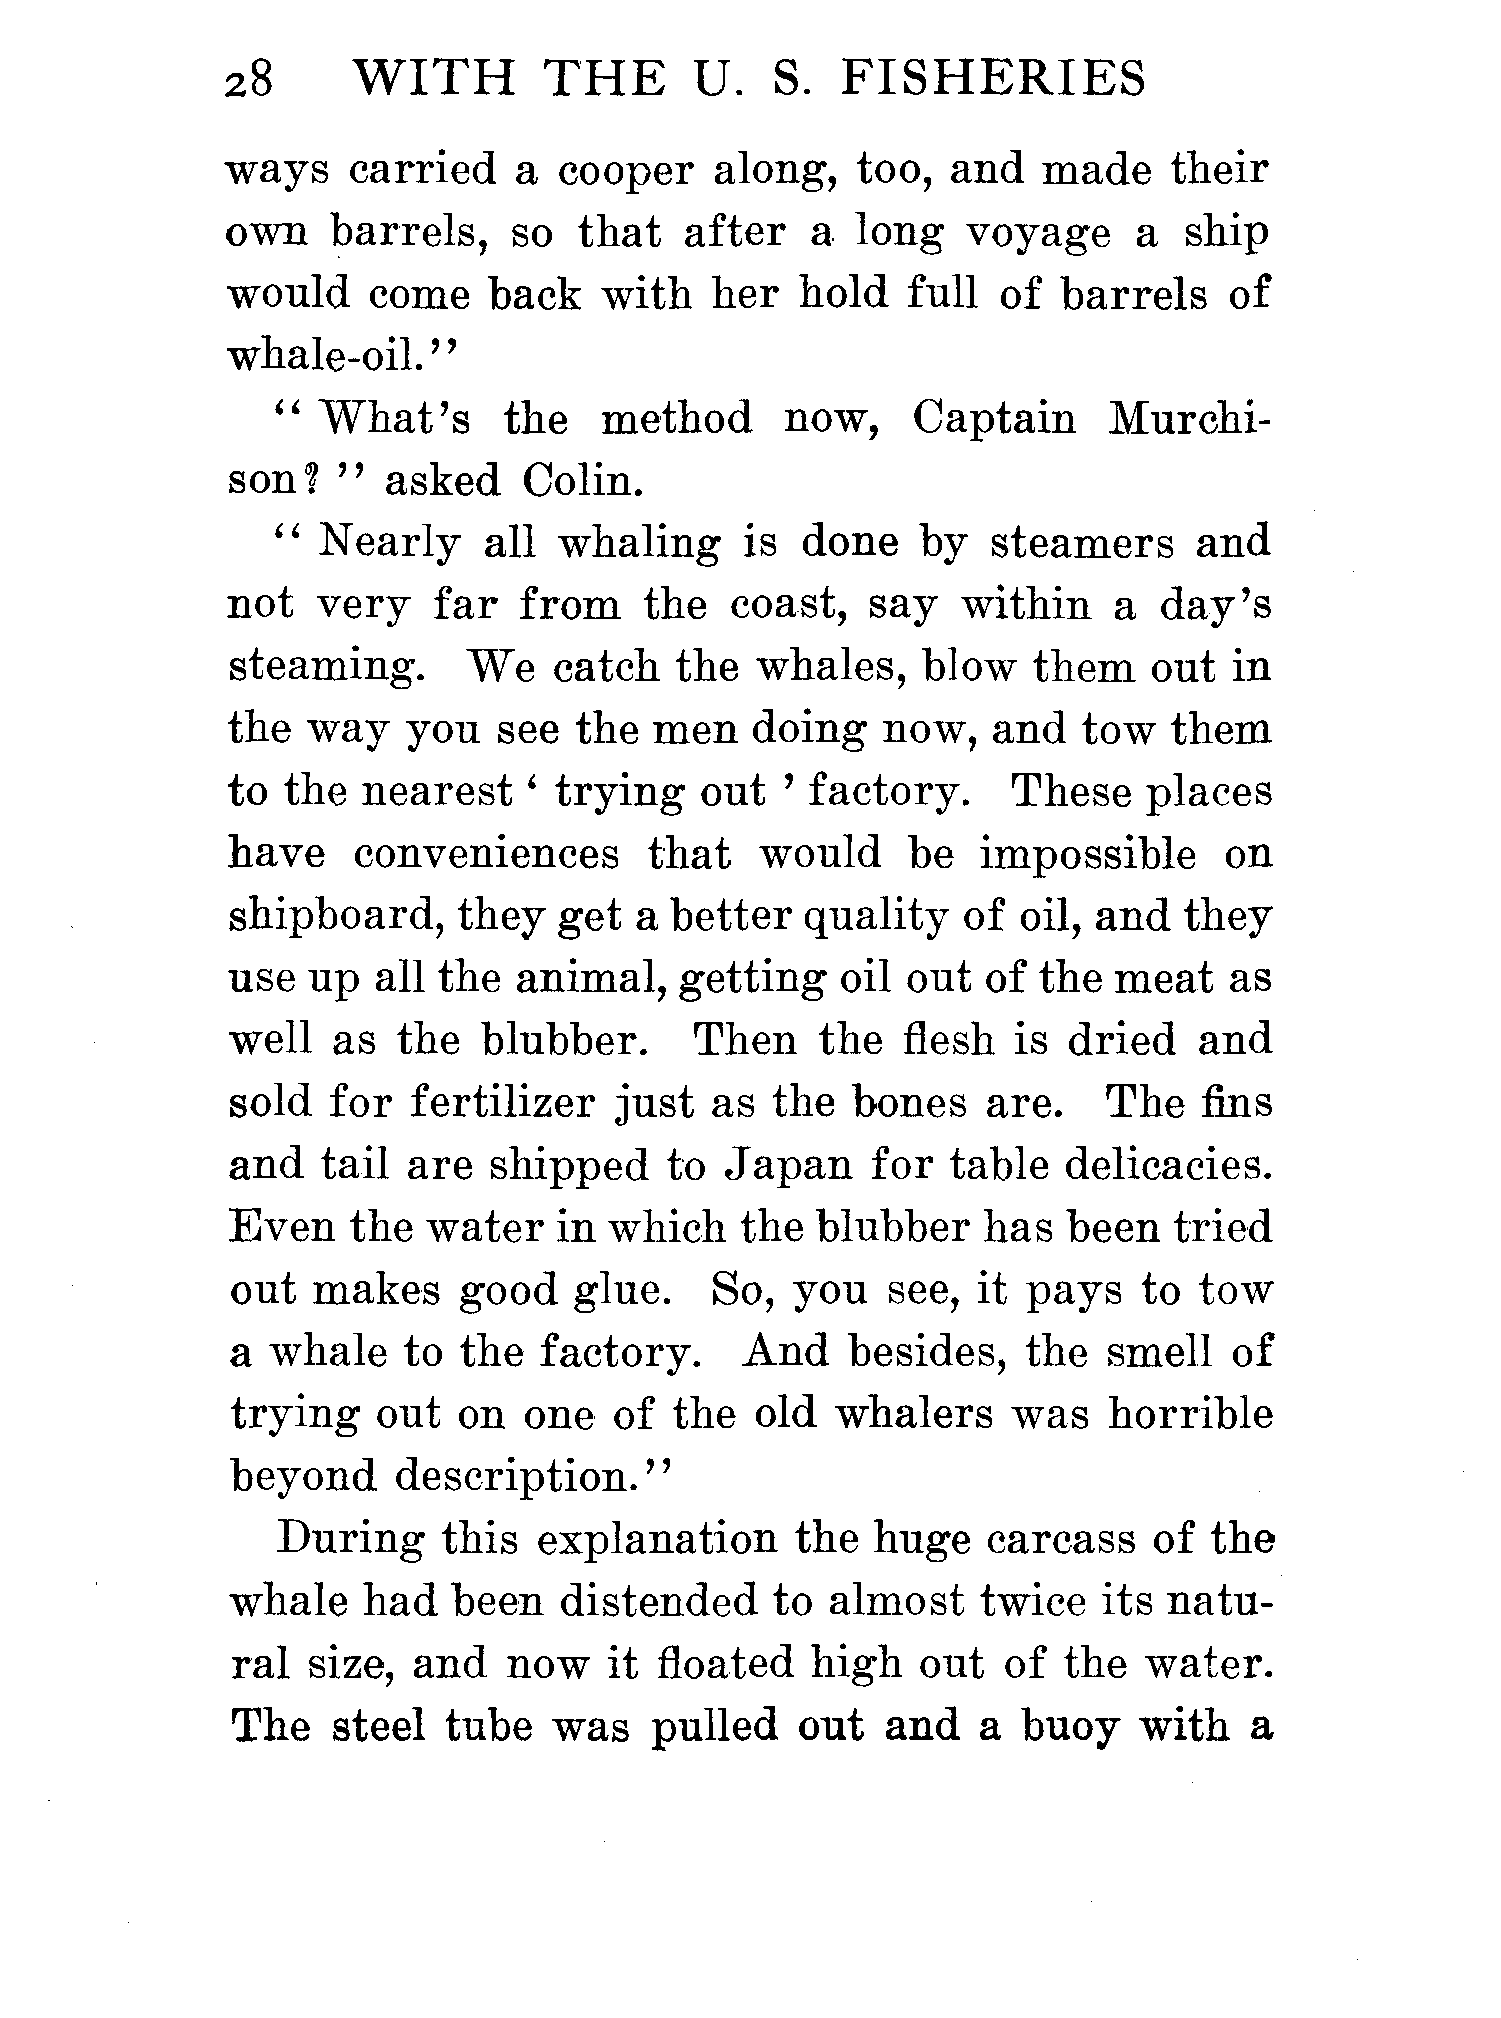 28 WITH THE U. S. FISHERIES
ways carried a cooper along, too, and made their
own barrels, so that after a long voyage a ship
would come back with her hold full of barrels of
whale-oil.''
“ What's the method now, Captain Murchi-
son? '' asked Colin.
“ Nearly all whaling is done by steamers and
not very far from the coast, say within a day's
steaming. We catch the whales, blow them out in
the way you see the men doing now, and tow them
to the nearest ‘ trying out ’ factory. These places
have conveniences that would be impossible on
shipboard, they get a better quality of oil, and they
use up all the animal, getting oil out of the meat as
well as the blubber. Then the flesh is dried and
sold for fertilizer just as the bones are. The fins
and tail are shipped to Japan for table delicacies.
Even the water in which the blubber has been tried
out makes good glue. So, you see, it pays to tow
a whale to the factory. And besides, the smell of
trying out on one of the old whalers was horrible
beyond description.''
During this explanation the huge carcass of the
whale had been distended to almost twice its natu-
ral size, and now it floated high out of the water.
The steel tube was pulled out and a buoy with a